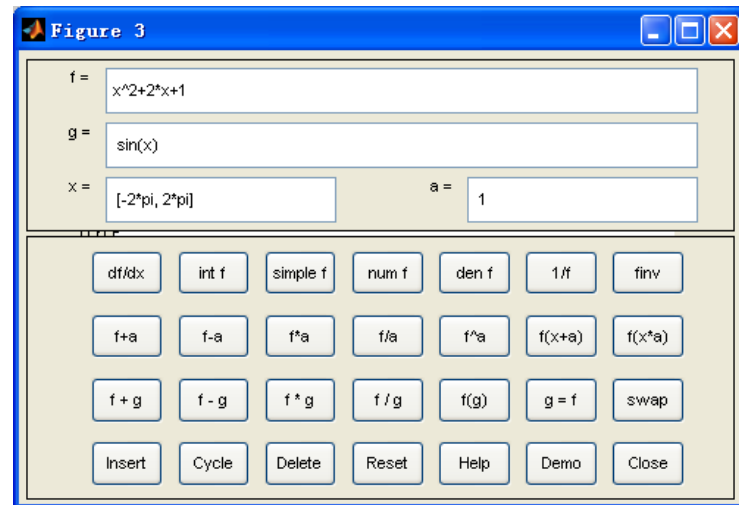 Figure 3
f =
x^2+2*x+1
g =
sin(x)
x =
[-2*pi, 2*pi]
a =
1
df/dx int f simple f num f den f 1/f finv
f+a f-a f*a f/a f^a f(x+a) f(x*a)
f + g f - g f * g f / g f(g) g = f swap
Insert Cycle Delete Reset Help Demo Close